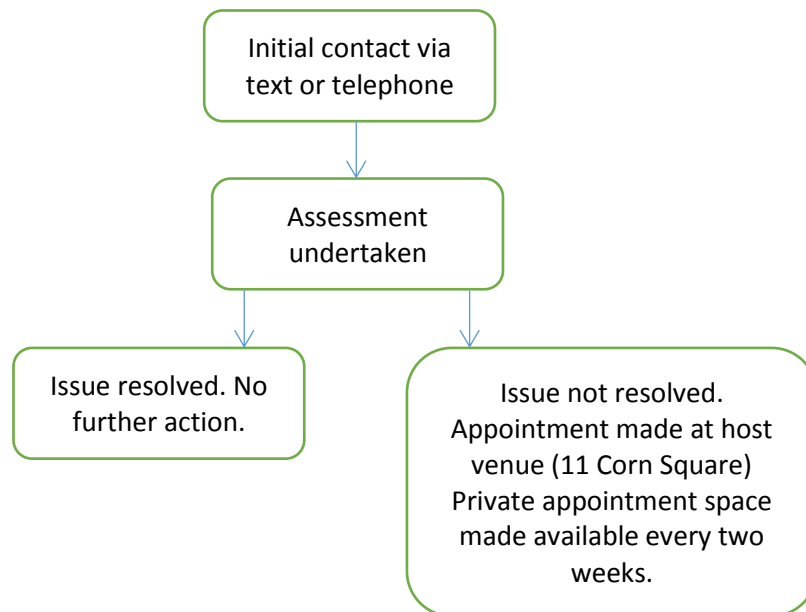 Initial contact via
text or telephone
Assessment
undertaken
Issue resolved. No
further action.
Issue not resolved.
Appointment made at host
venue (11 Corn Square)
Private appointment space
made available every two
weeks.